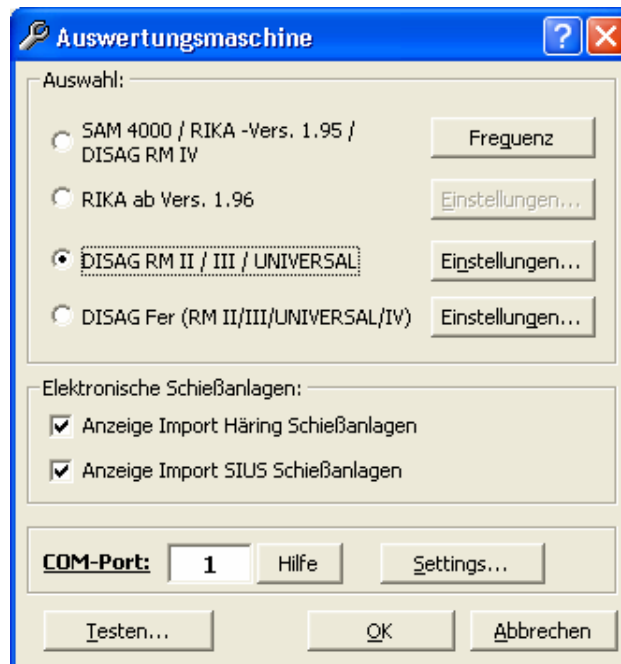 Auswertungsmaschine
Auswahl:
SAM 4000 / RIKA -Vers. 1.95 /
DISAG RM IV
Frequenz
RIKA ab Vers. 1.96
Einstellungen...
DISAG RM II / III / UNIVERSAL
Einstellungen...
DISAG Fer (RM II/III/UNIVERSAL/IV)
Einstellungen...
Elektronische Schießanlagen:
Anzeige Import Häring Schießanlagen
Anzeige Import SIUS Schießanlagen
COM-Port: 1 Hilfe Settings...
Testen... OK Abbrechen